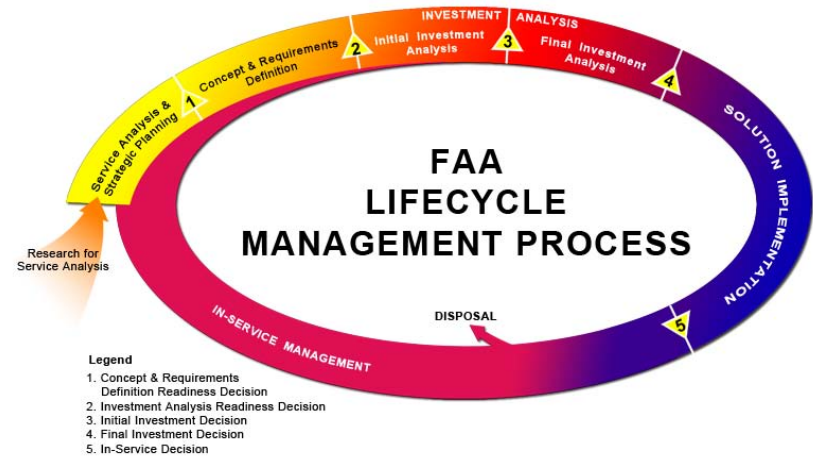 INVESTMENT ANALYSIS
Initial Investment
Analysis
Final Investment
Analysis
Concept & Requirements
Definition
Service Analysis &
Strategic Planning
1
2
3
4
SOLUTION IMPLEMENTATION
FAA
LIFECYCLE
MANAGEMENT PROCESS
Research for
Service Analysis
IN-SERVICE MANAGEMENT
DISPOSAL
5
Legend
1. Concept & Requirements
Definition Readiness Decision
2. Investment Analysis Readiness Decision
3. Initial Investment Decision
4. Final Investment Decision
5. In-Service Decision